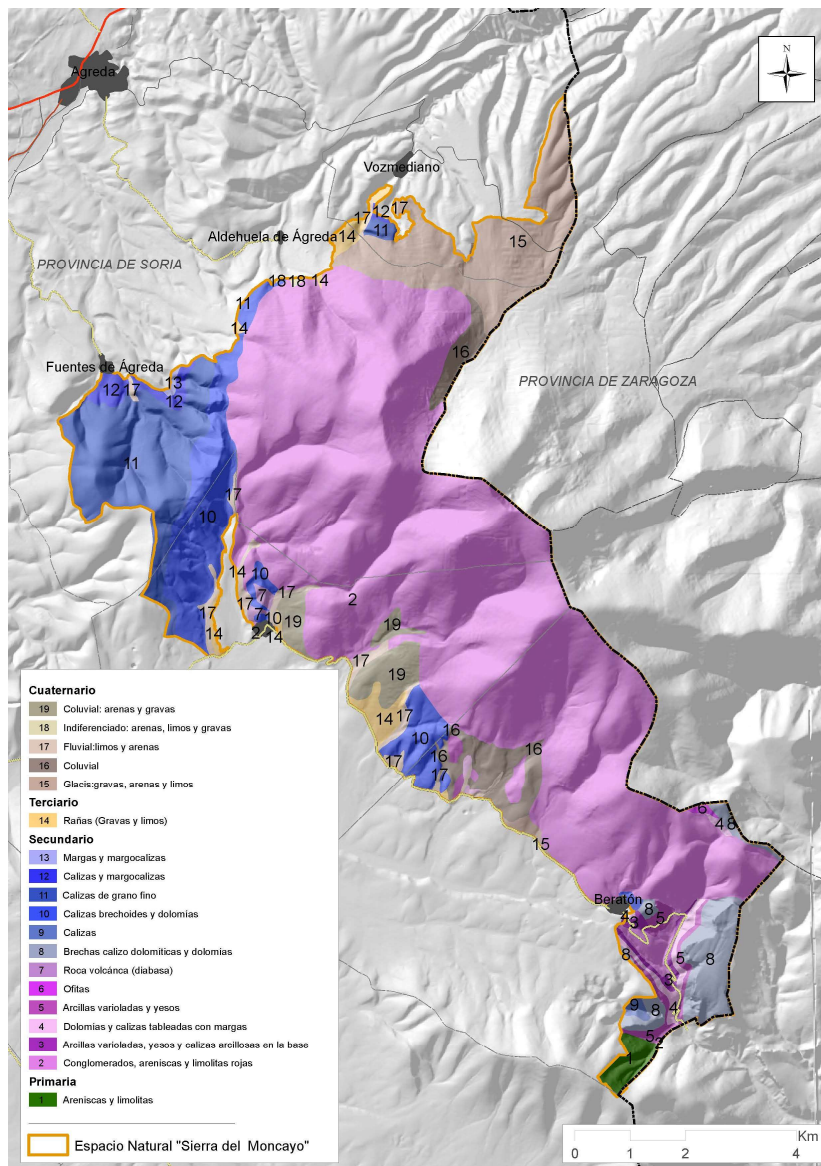 N
Ágreda
Vozmediano
17
12
17
11
Aldehuela de Ágreda
14
15
PROVINCIA DE SORIA
18
18
14
11
14
16
Fuentes de Ágreda
13
12
17
12
PROVINCIA DE ZARAGOZA
11
17
10
14
10
7
17
2
17
17
7
10
19
19
14
2
14
17
19
14
17
10
16
16
16
17
17
15
6
4
8
Beratón
8
4
3
5
8
5
8
3
9
8
4
5
2
1
Cuaternario
19 Coluvial: arenas y gravas
18 Indiferenciado: arenas, limos y gravas
17 Fluvial:limos y arenas
16 Coluvial
15 Glacis:gravas, arenas y limos
Terciario
14 Rañas (Gravas y limos)
Secundario
13 Margas y margocalizas
12 Calizas y margocalizas
11 Calizas de grano fino
10 Calizas brechoides y dolomías
9 Calizas
8 Brechas calizo dolomiticas y dolomías
7 Roca volcánca (diabasa)
6 Ofitas
5 Arcillas varioladas y yesos
4 Dolomias y calizas tableadas con margas
3 Arcillas varioladas, yesos y calizas arcillosas en la base
2 Conglomerados, areniscas y limolitas rojas
Primaria
1 Areniscas y limolitas
Espacio Natural "Sierra del Moncayo"
Km
0 1 2 4